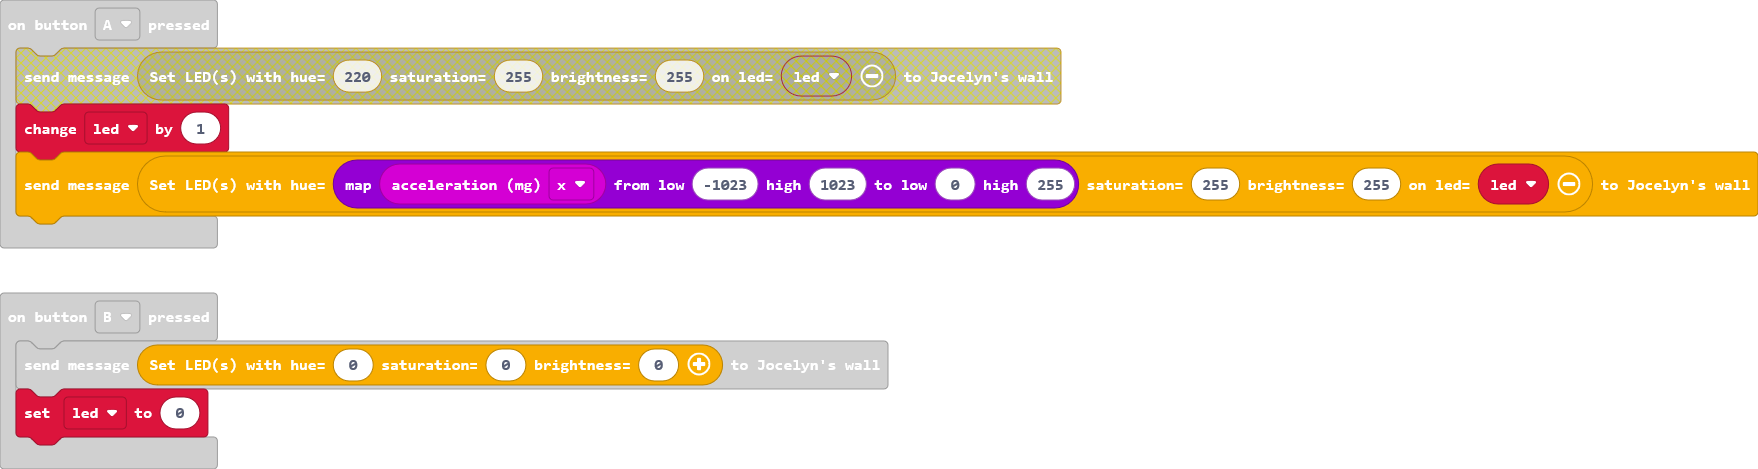 on button A pressed
send message Set LED(s) with hue= 220 saturation= 255 brightness= 255 on led= led to Jocelyn's wall
change led by 1
send message Set LED(s) with hue= map acceleration (mg) x from low -1023 high 1023 to low 0 high 255 saturation= 255 brightness= 255 on led= led to Jocelyn's wall
on button B pressed
send message Set LED(s) with hue= 0 saturation= 0 brightness= 0 to Jocelyn's wall
set led to 0